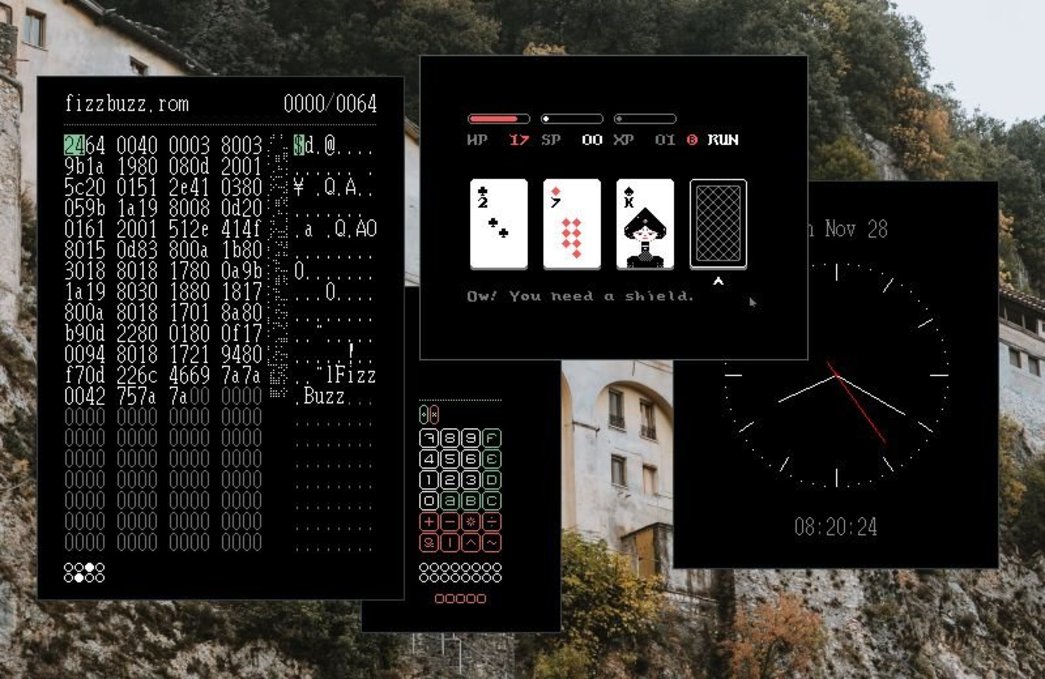 fizzbuzz.rom 0000/0064
2464 0040 0003 8003 $d.@....
9b1a 1980 080d 2001
5c20 0151 2e41 0380 ¥ .Q.A..
059b 1a19 8008 0d20
0161 2001 512e 414f .a .Q.AO
8015 0d83 800a 1b80
3018 8018 1780 0a9b 0.......
1a19 8030 1880 1817 ...0....
800a 8018 1701 8a80
b90d 2280 0180 0f17
0094 8018 1721 9480 .....!..
f70d 226c 4669 7a7a .."lFizz
0042 757a 7a00 0000 .Buzz...
0000 0000 0000 0000
0000 0000 0000 0000
0000 0000 0000 0000
0000 0000 0000 0000
0000 0000 0000 0000
0000 0000 0000 0000
0000 0000 0000 0000
HP 17 SP 00 XP 01 B RUN
2 7 K
Ow! You need a shield.
7 8 9 F
4 5 6 E
1 2 3 D
0 a B C
+ - ※ ÷
& | ^ ~
Nov 28
08:20:24